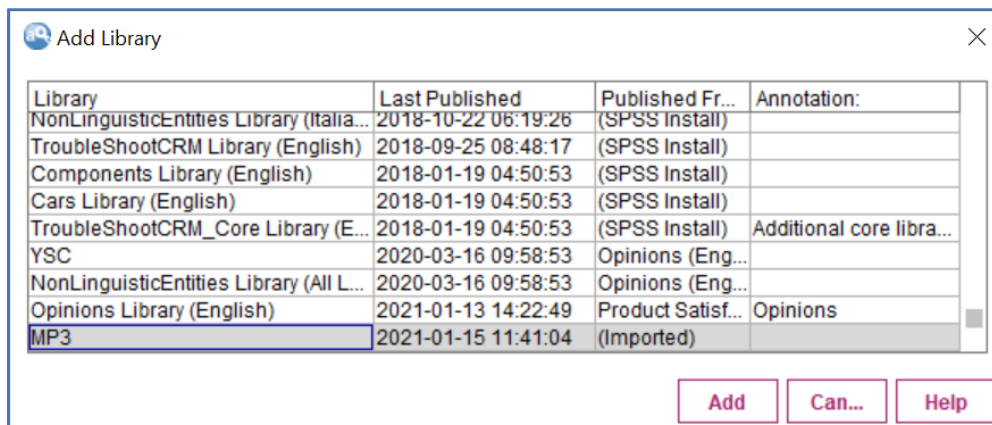 Add Library
Library Last Published Published Fr... Annotation:
NonLinguisticEntities Library (Italia... 2018-10-22 06:19:26 (SPSS Install)
TroubleShootCRM Library (English) 2018-09-25 08:48:17 (SPSS Install)
Components Library (English) 2018-01-19 04:50:53 (SPSS Install)
Cars Library (English) 2018-01-19 04:50:53 (SPSS Install)
TroubleShootCRM_Core Library (E... 2018-01-19 04:50:53 (SPSS Install) Additional core libra...
YSC 2020-03-16 09:58:53 Opinions (Eng...
NonLinguisticEntities Library (All L... 2020-03-16 09:58:53 Opinions (Eng...
Opinions Library (English) 2021-01-13 14:22:49 Product Satisf... Opinions
MP3 2021-01-15 11:41:04 (Imported)
Add Can... Help